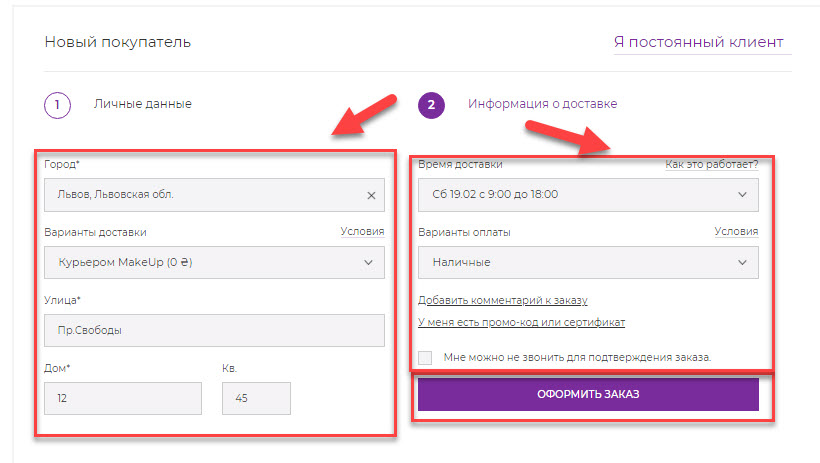 Новый покупатель
Я постоянный клиент
1 Личные данные
2 Информация о доставке
Город*
Львов, Львовская обл.
Варианты доставки Условия
Курьером MakeUp (0 ₴)
Улица*
Пр.Свободы
Дом* Кв.
12 45
Время доставки Как это работает?
Сб 19.02 с 9:00 до 18:00
Варианты оплаты Условия
Наличные
Добавить комментарий к заказу
У меня есть промо-код или сертификат
Мне можно не звонить для подтверждения заказа.
ОФОРМИТЬ ЗАКАЗ